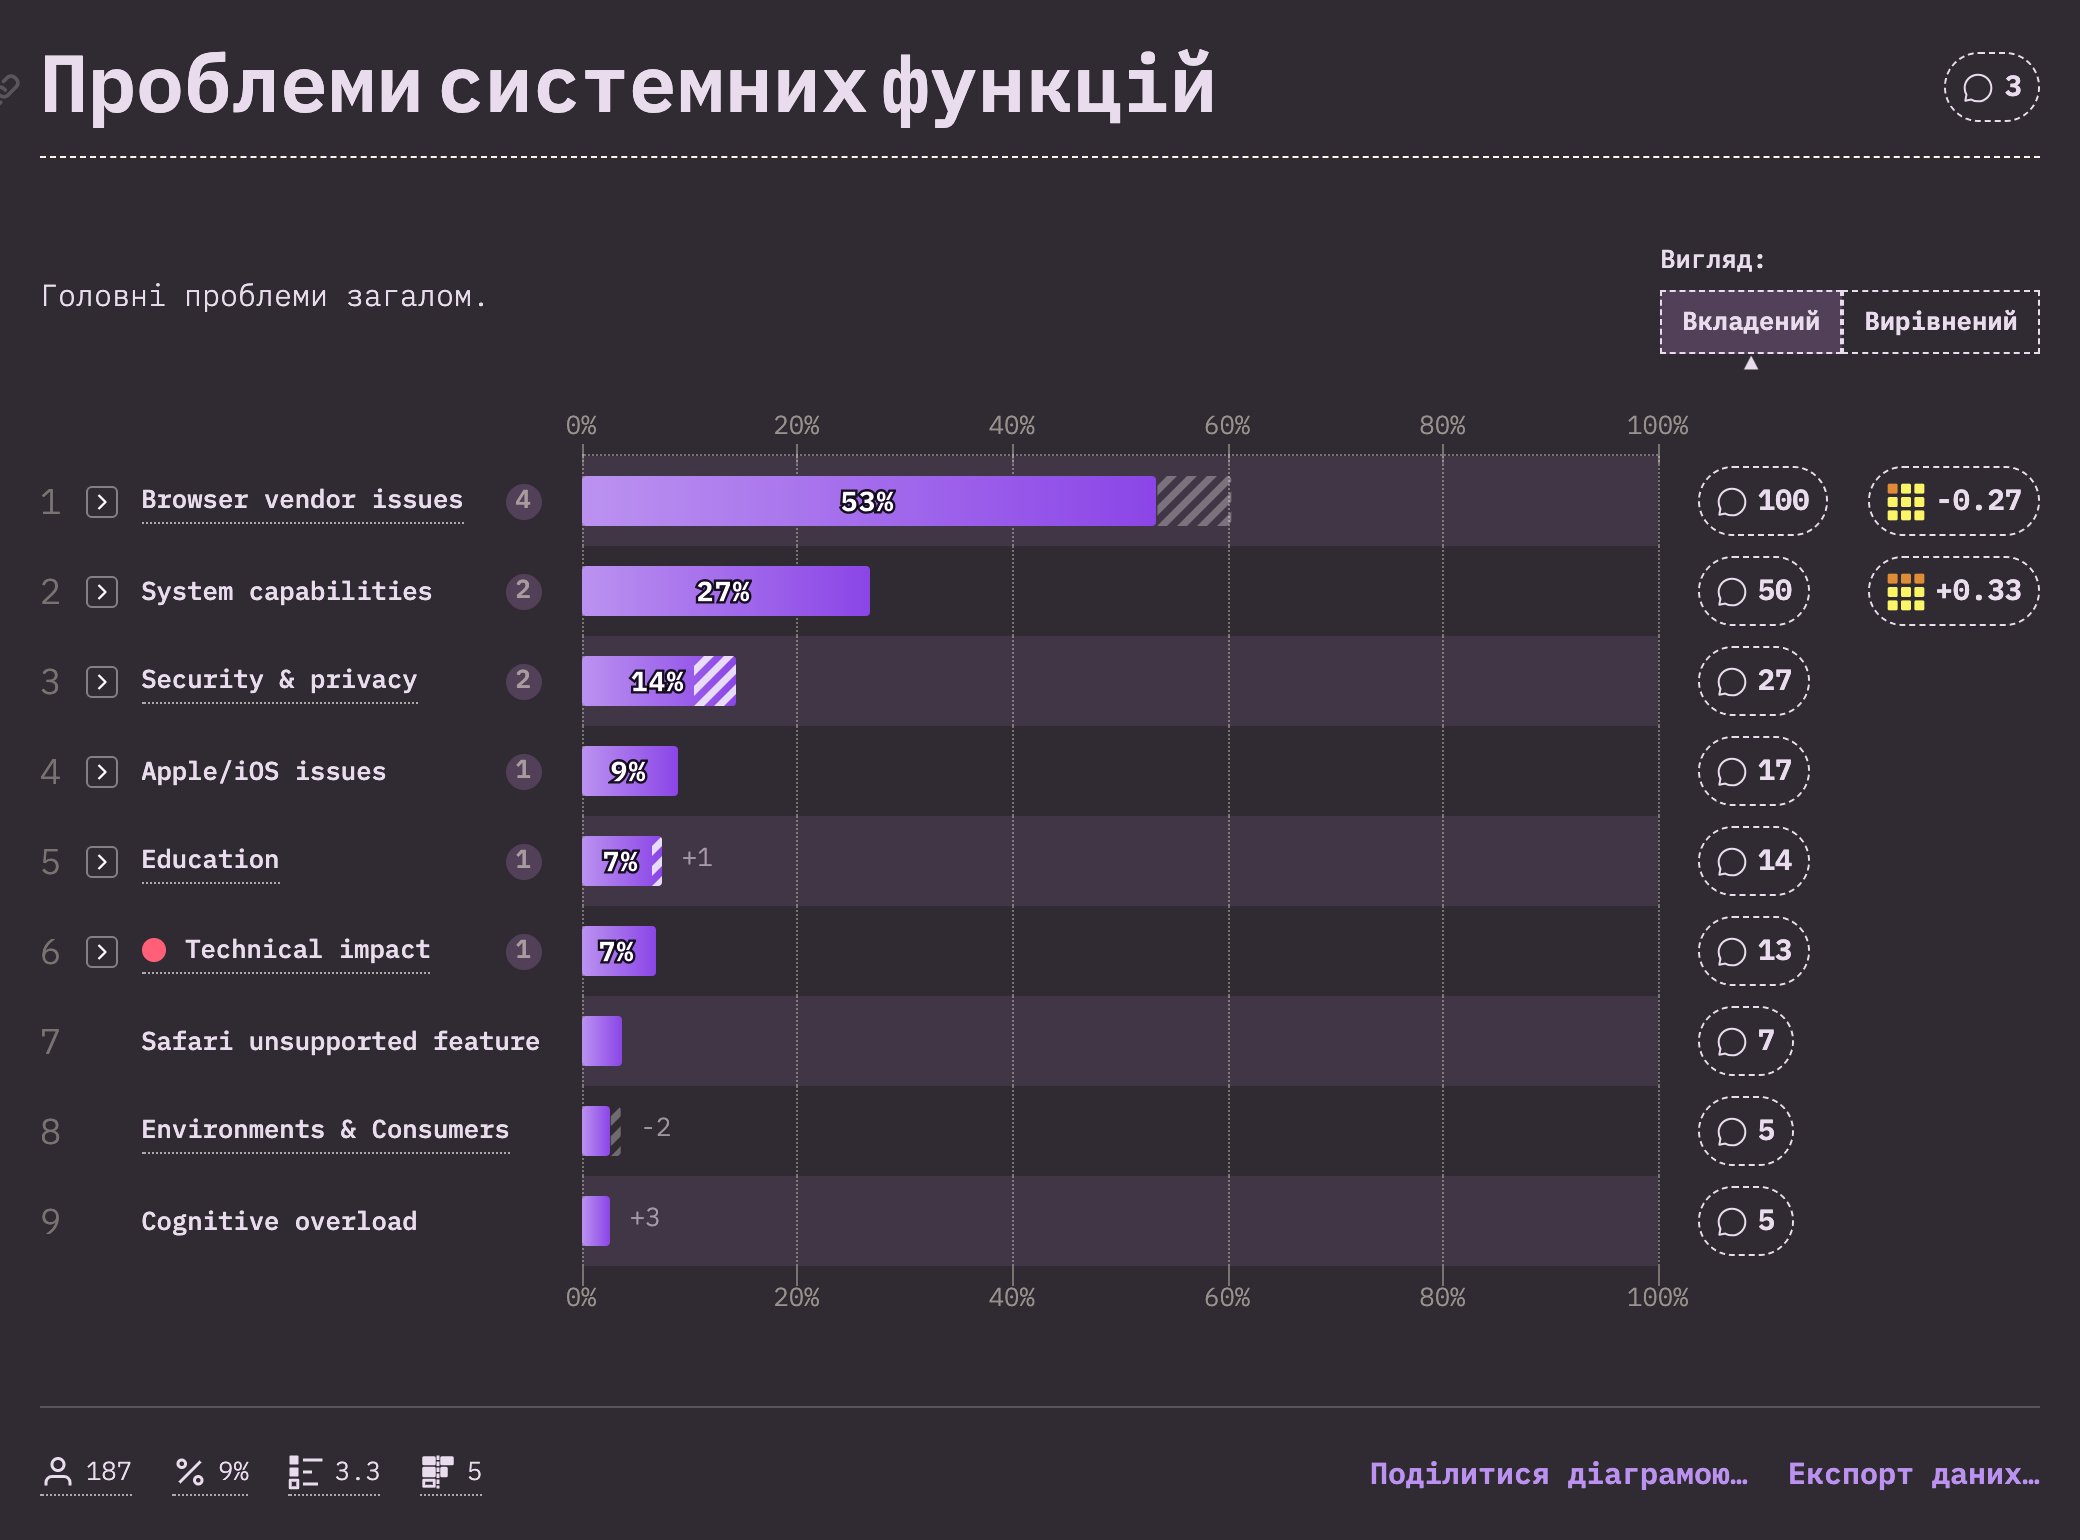 Проблеми системних функцій
3
Головні проблеми загалом.
Вигляд:
Вкладений Вирівнений
0% 20% 40% 60% 80% 100%
1 Browser vendor issues 4 53% 100 -0.27
2 System capabilities 2 27% 50 +0.33
3 Security & privacy 2 14% 27
4 Apple/iOS issues 1 9% 17
5 Education 1 7% +1 14
6 Technical impact 1 7% 13
7 Safari unsupported feature 7
8 Environments & Consumers -2 5
9 Cognitive overload +3 5
0% 20% 40% 60% 80% 100%
187 9% 3.3 5 Поділитися діаграмою… Експорт даних…